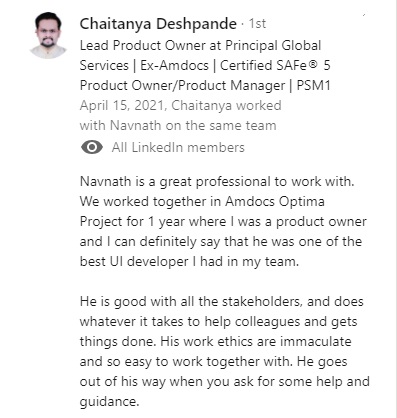 Chaitanya Deshpande · 1st
Lead Product Owner at Principal Global
Services | Ex-Amdocs | Certified SAFe® 5
Product Owner/Product Manager | PSM1
April 15, 2021, Chaitanya worked
with Navnath on the same team
All LinkedIn members
Navnath is a great professional to work with.
We worked together in Amdocs Optima
Project for 1 year where I was a product owner
and I can definitely say that he was one of the
best UI developer I had in my team.
He is good with all the stakeholders, and does
whatever it takes to help colleagues and gets
things done. His work ethics are immaculate
and so easy to work together with. He goes
out of his way when you ask for some help and
guidance.